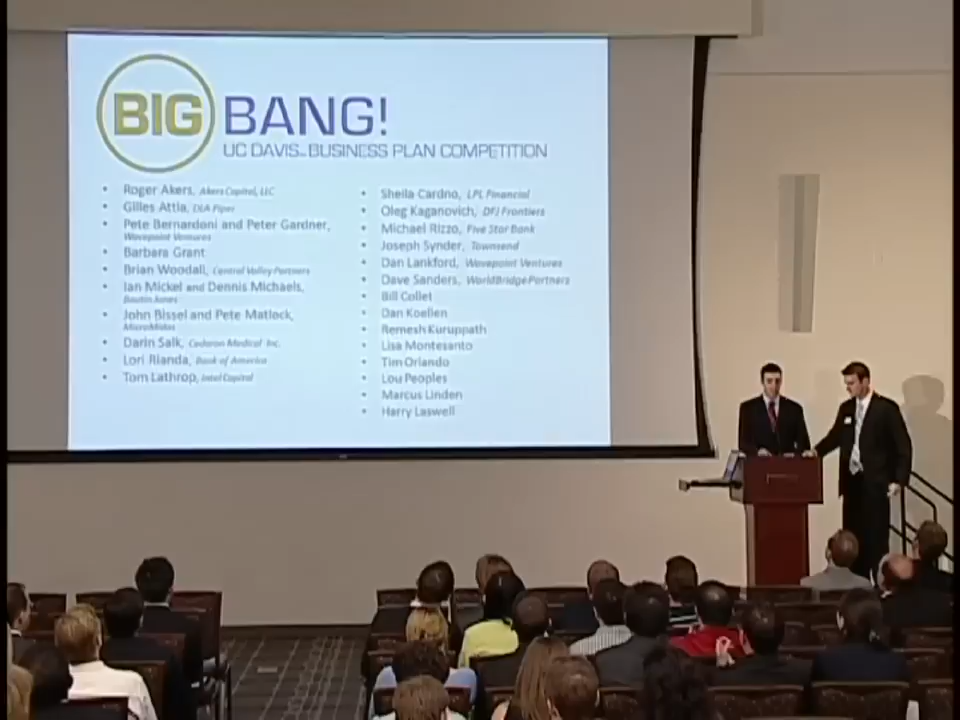 BIG BANG!
UC DAVIS BUSINESS PLAN COMPETITION
• Roger Akers, Akers Capital, LLC
• Gilles Attia, DLA Piper
• Pete Bernardoni and Peter Gardner,
Wavepoint Ventures
• Barbara Grant
• Brian Woodall, Central Valley Partners
• Ian Mickel and Dennis Michaels,
Boutin Jones
• John Bissel and Pete Matlock,
MicroMidas
• Darin Salk, Cedaron Medical Inc.
• Lori Rianda, Bank of America
• Tom Lathrop, Intel Capital
• Sheila Cardno, LPL Financial
• Oleg Kaganovich, DFJ Frontiers
• Michael Rizzo, Five Star Bank
• Joseph Synder, Townsend
• Dan Lankford, Wavepoint Ventures
• Dave Sanders, WorldBridge Partners
• Bill Collet
• Dan Koellen
• Remesh Kuruppath
• Lisa Montesanto
• Tim Orlando
• Lou Peoples
• Marcus Linden
• Harry Laswell